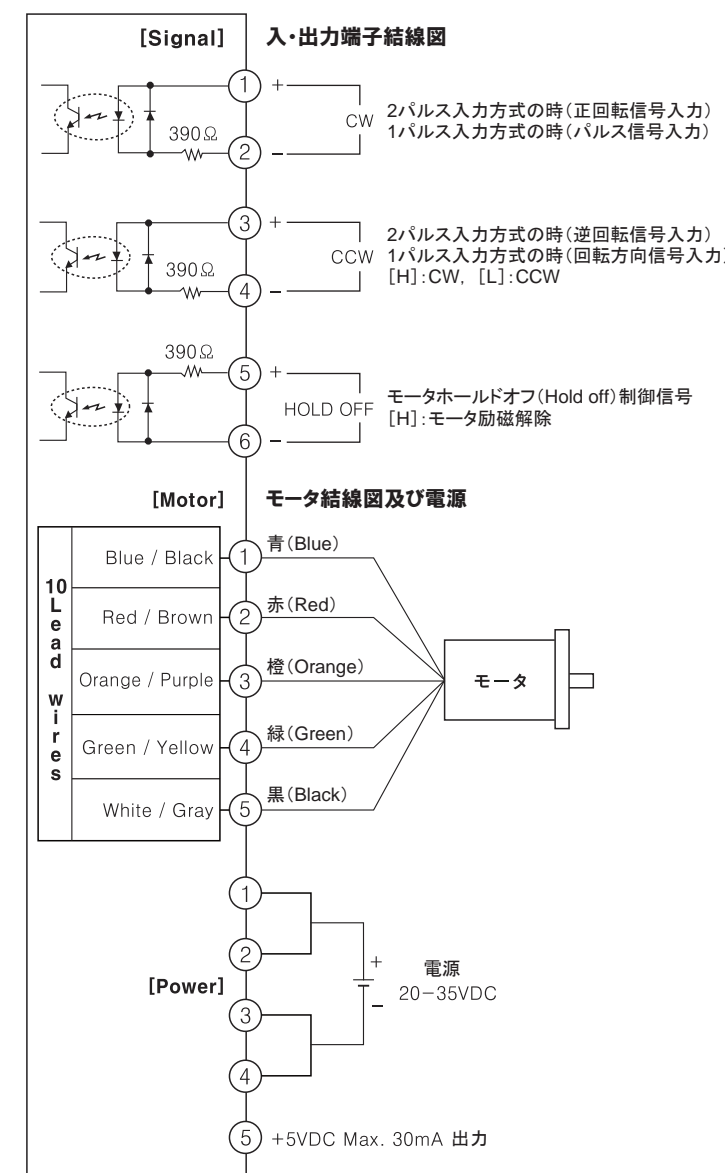 [Signal] 入・出力端子結線図
1 +
CW
2パルス入力方式の時(正回転信号入力)
1パルス入力方式の時(パルス信号入力)
390Ω
2 −
3 +
CCW
2パルス入力方式の時(逆回転信号入力)
1パルス入力方式の時(回転方向信号入力)
[H]:CW, [L]:CCW
390Ω
4 −
390Ω
5 +
HOLD OFF
モータホールドオフ(Hold off)制御信号
[H]:モータ励磁解除
6 −
[Motor] モータ結線図及び電源
10 Lead wires
Blue / Black 1 青(Blue)
Red / Brown 2 赤(Red)
Orange / Purple 3 橙(Orange)
Green / Yellow 4 緑(Green)
White / Gray 5 黒(Black)
モータ
1
2
[Power]
+
−
電源
20−35VDC
3
4
5 +5VDC Max. 30mA 出力